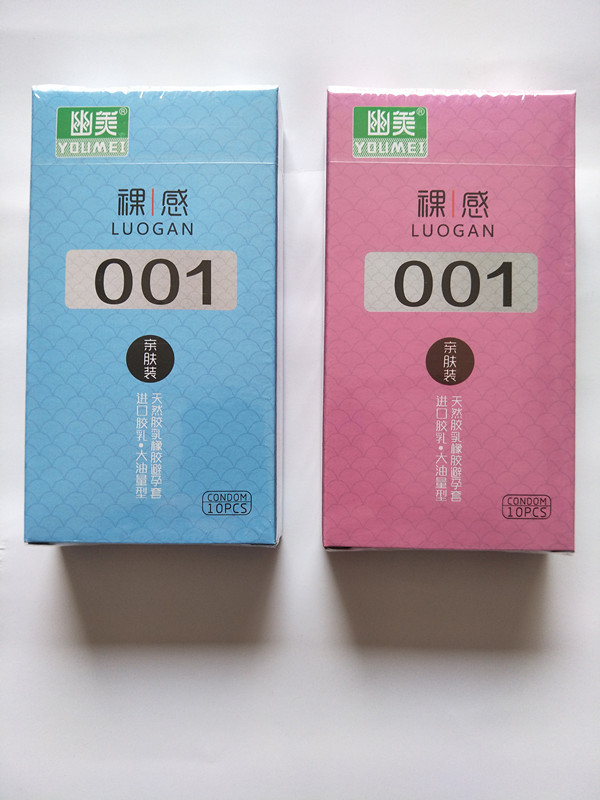 幽美®
YOUMEI
裸|感
LUOGAN
001
亲肤装
天然胶乳橡胶避孕套
进口胶乳·大油量型
CONDOM
10PCS
幽美®
YOUMEI
裸|感
LUOGAN
001
亲肤装
天然胶乳橡胶避孕套
进口胶乳·大油量型
CONDOM
10PCS